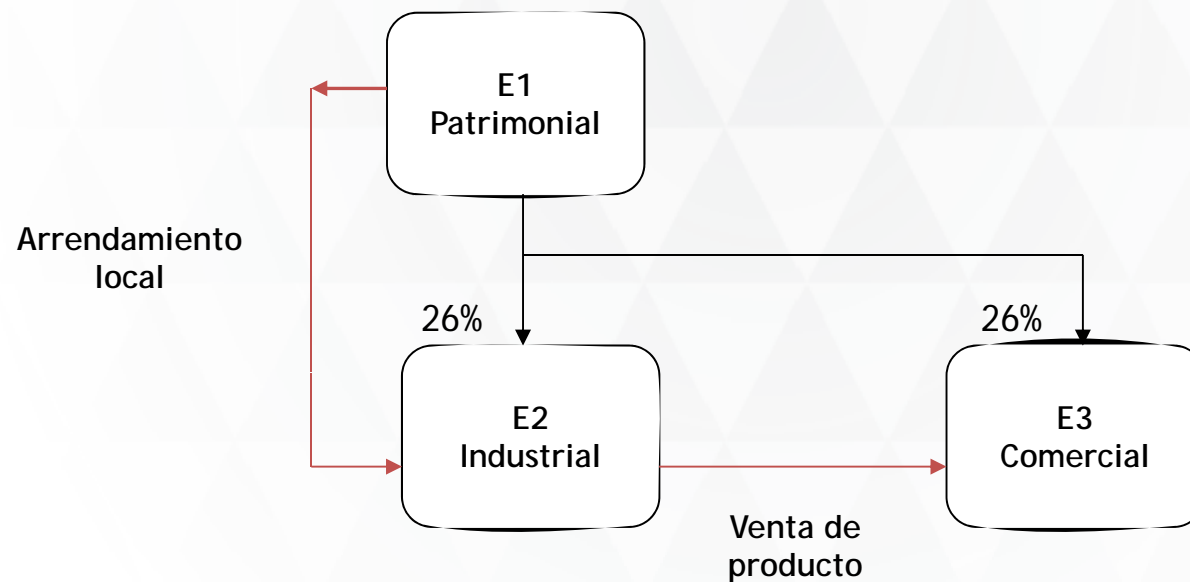 E1
Patrimonial
Arrendamiento
local
26%
26%
E2
Industrial
E3
Comercial
Venta de
producto